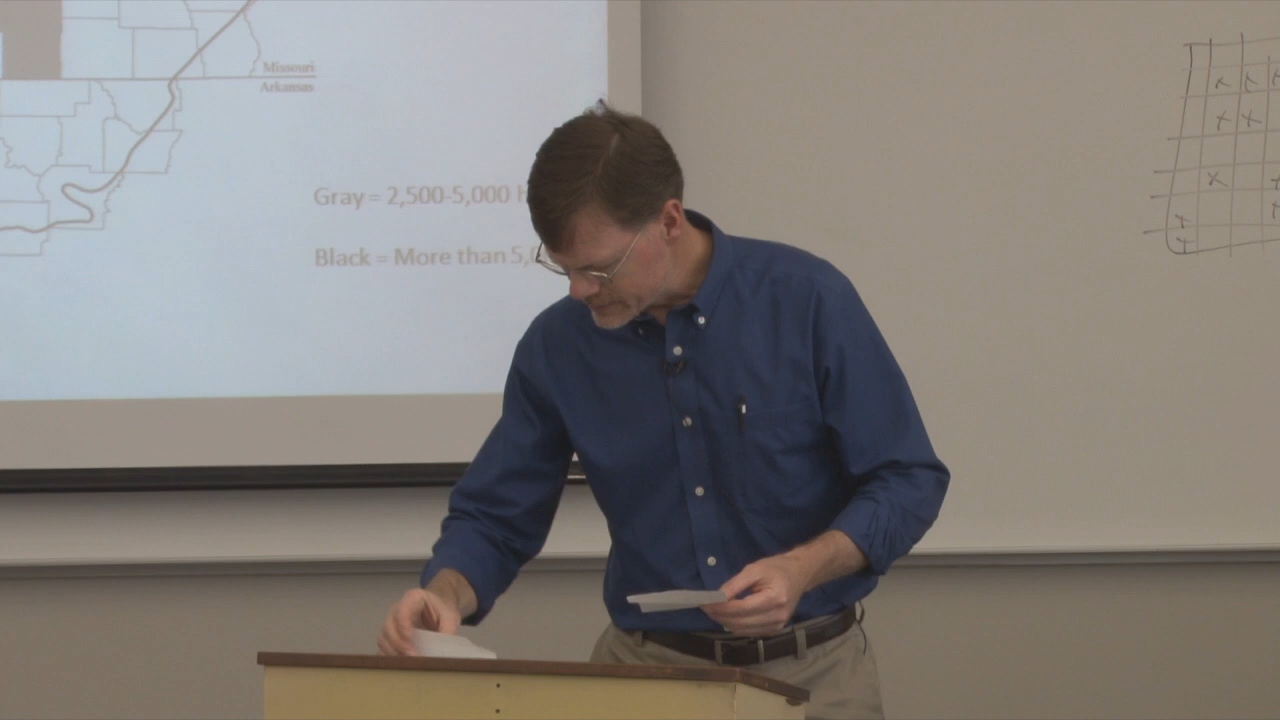 Missouri
Arkansas
Gray = 2,500-5,000
Black = More than 5,
x x
x x
x
x
x